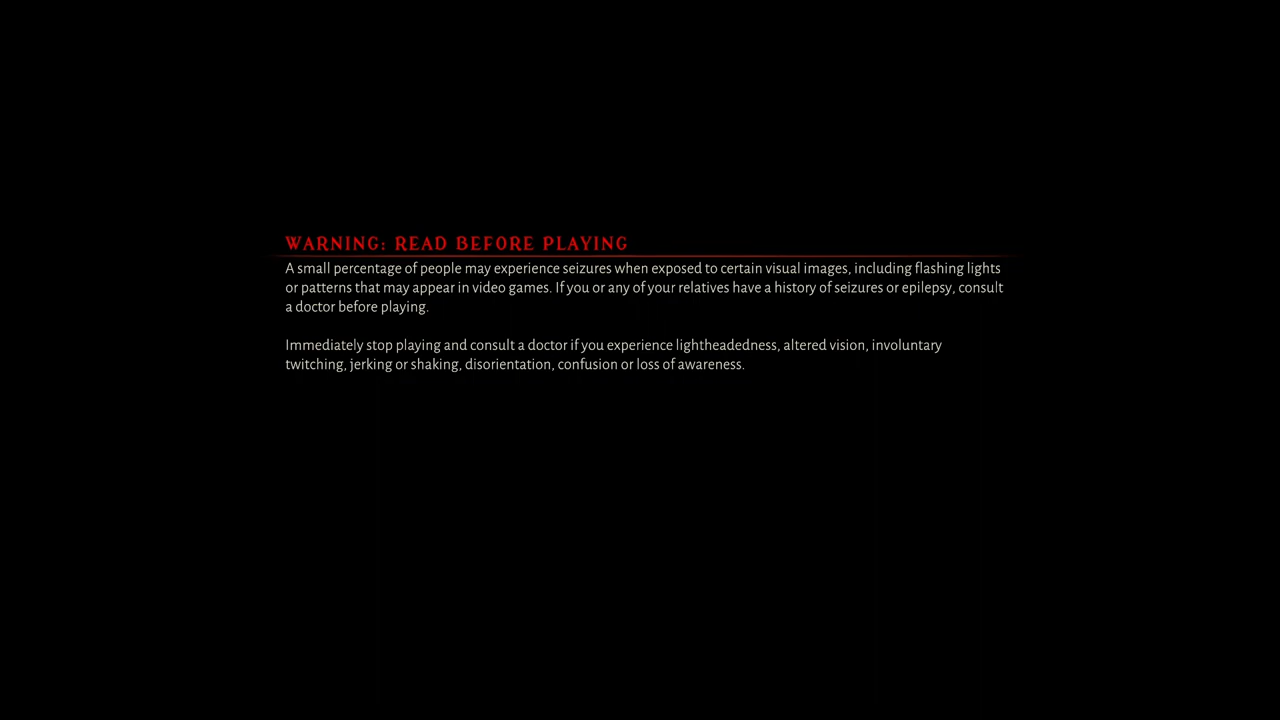 WARNING: READ BEFORE PLAYING
A small percentage of people may experience seizures when exposed to certain visual images, including flashing lights
or patterns that may appear in video games. If you or any of your relatives have a history of seizures or epilepsy, consult
a doctor before playing.
Immediately stop playing and consult a doctor if you experience lightheadedness, altered vision, involuntary
twitching, jerking or shaking, disorientation, confusion or loss of awareness.